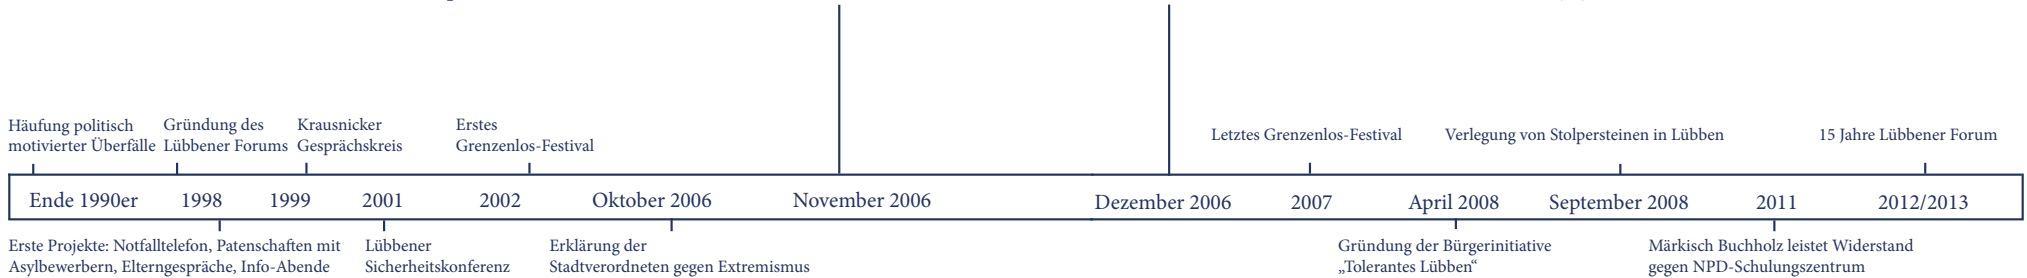 Häufung politisch
motivierter Überfälle
Gründung des
Lübbener Forums
Krausnicker
Gesprächskreis
Erstes
Grenzenlos-Festival
Letztes Grenzenlos-Festival
Verlegung von Stolpersteinen in Lübben
15 Jahre Lübbener Forum
Ende 1990er
1998
1999
2001
2002
Oktober 2006
November 2006
Dezember 2006
2007
April 2008
September 2008
2011
2012/2013
Erste Projekte: Notfalltelefon, Patenschaften mit
Asylbewerbern, Elterngespräche, Info-Abende
Lübbener
Sicherheitskonferenz
Erklärung der
Stadtverordneten gegen Extremismus
Gründung der Bürgerinitiative
„Tolerantes Lübben“
Märkisch Buchholz leistet Widerstand
gegen NPD-Schulungszentrum